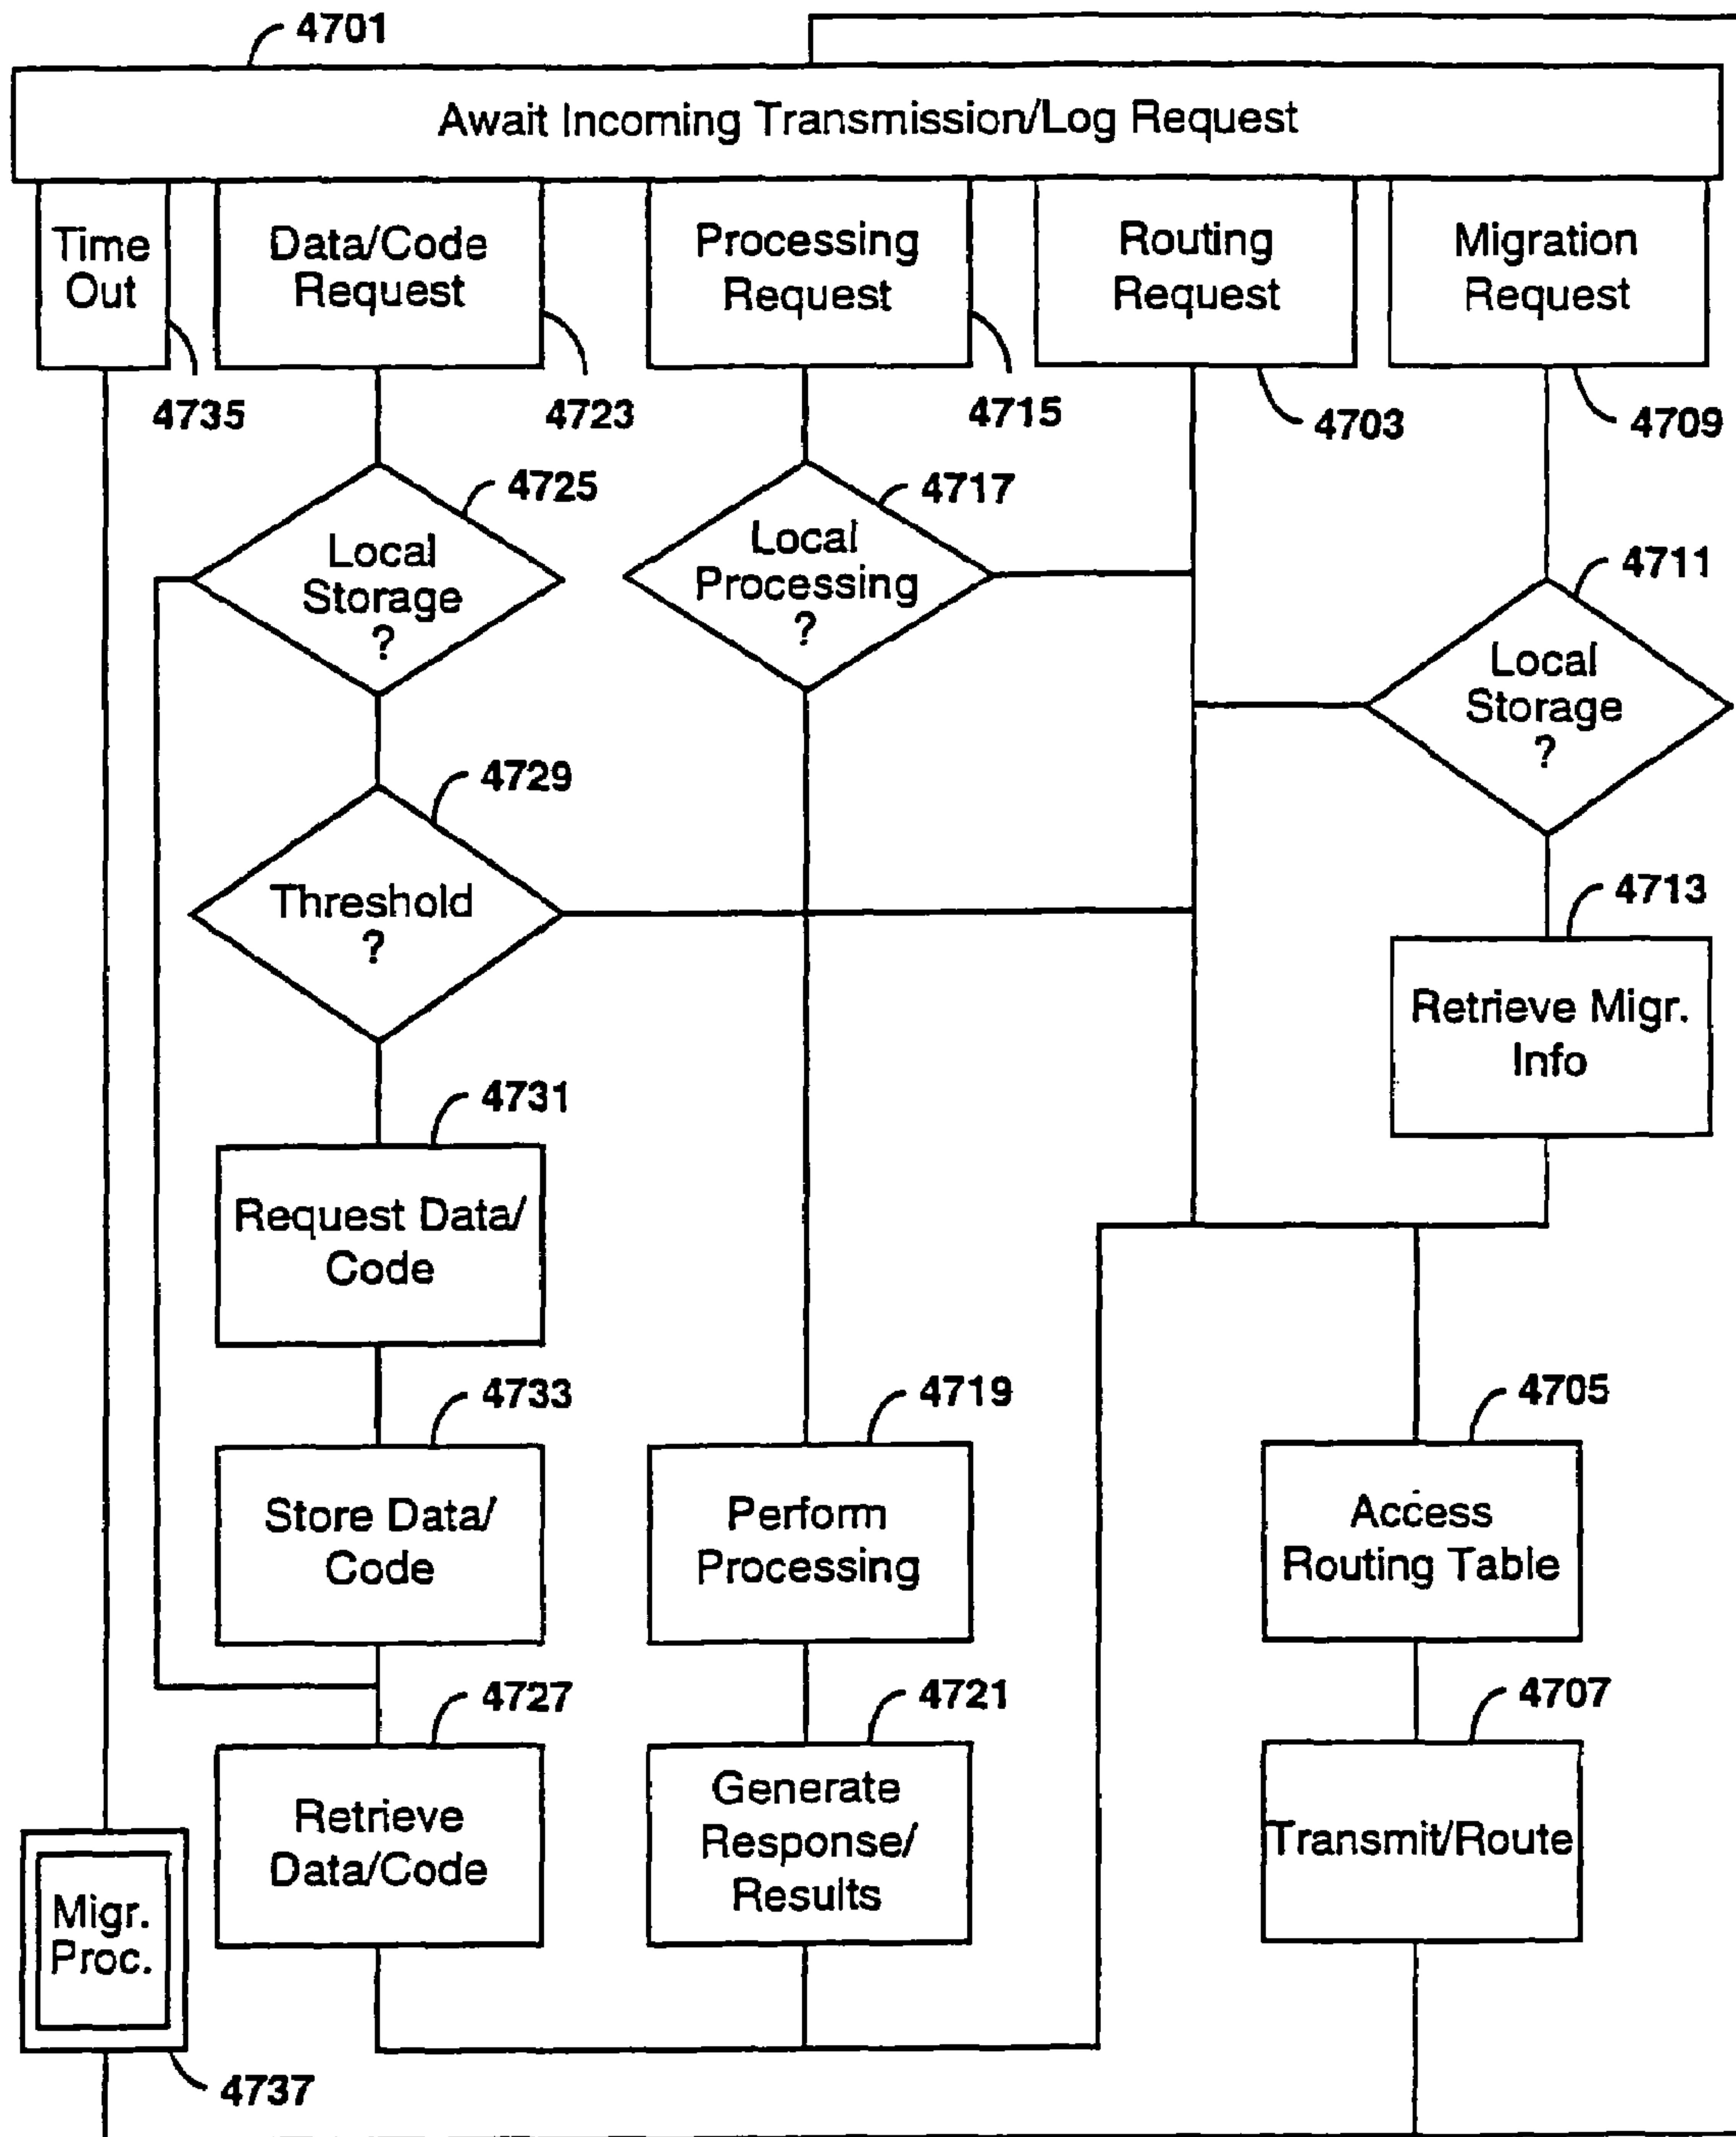 4701
Await Incoming Transmission/Log Request
Time
Out
Data/Code
Request
Processing
Request
Routing
Request
Migration
Request
4735
4723
4715
4703
4709
4725
Local
Storage
?
4717
Local
Processing
?
4711
Local
Storage
?
4729
Threshold
?
4713
Retrieve Migr.
Info
4731
Request Data/
Code
4733
Store Data/
Code
4719
Perform
Processing
4705
Access
Routing Table
4727
Retrieve
Data/Code
4721
Generate
Response/
Results
4707
Transmit/Route
Migr.
Proc.
4737